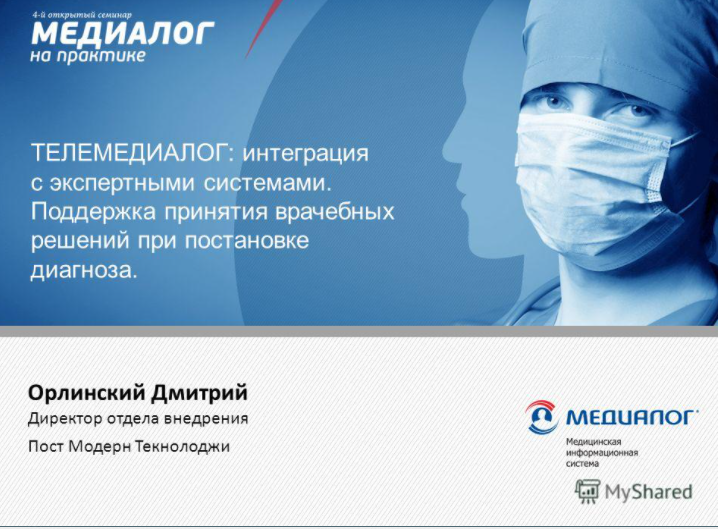 4-й открытый семинар
МЕДИАЛОГ
на практике
ТЕЛЕМЕДИАЛОГ: интеграция
с экспертными системами.
Поддержка принятия врачебных
решений при постановке
диагноза.
Орлинский Дмитрий
Директор отдела внедрения
Пост Модерн Текнолоджи
МЕДИАЛОГ
Медицинская
информационная
система
MyShared